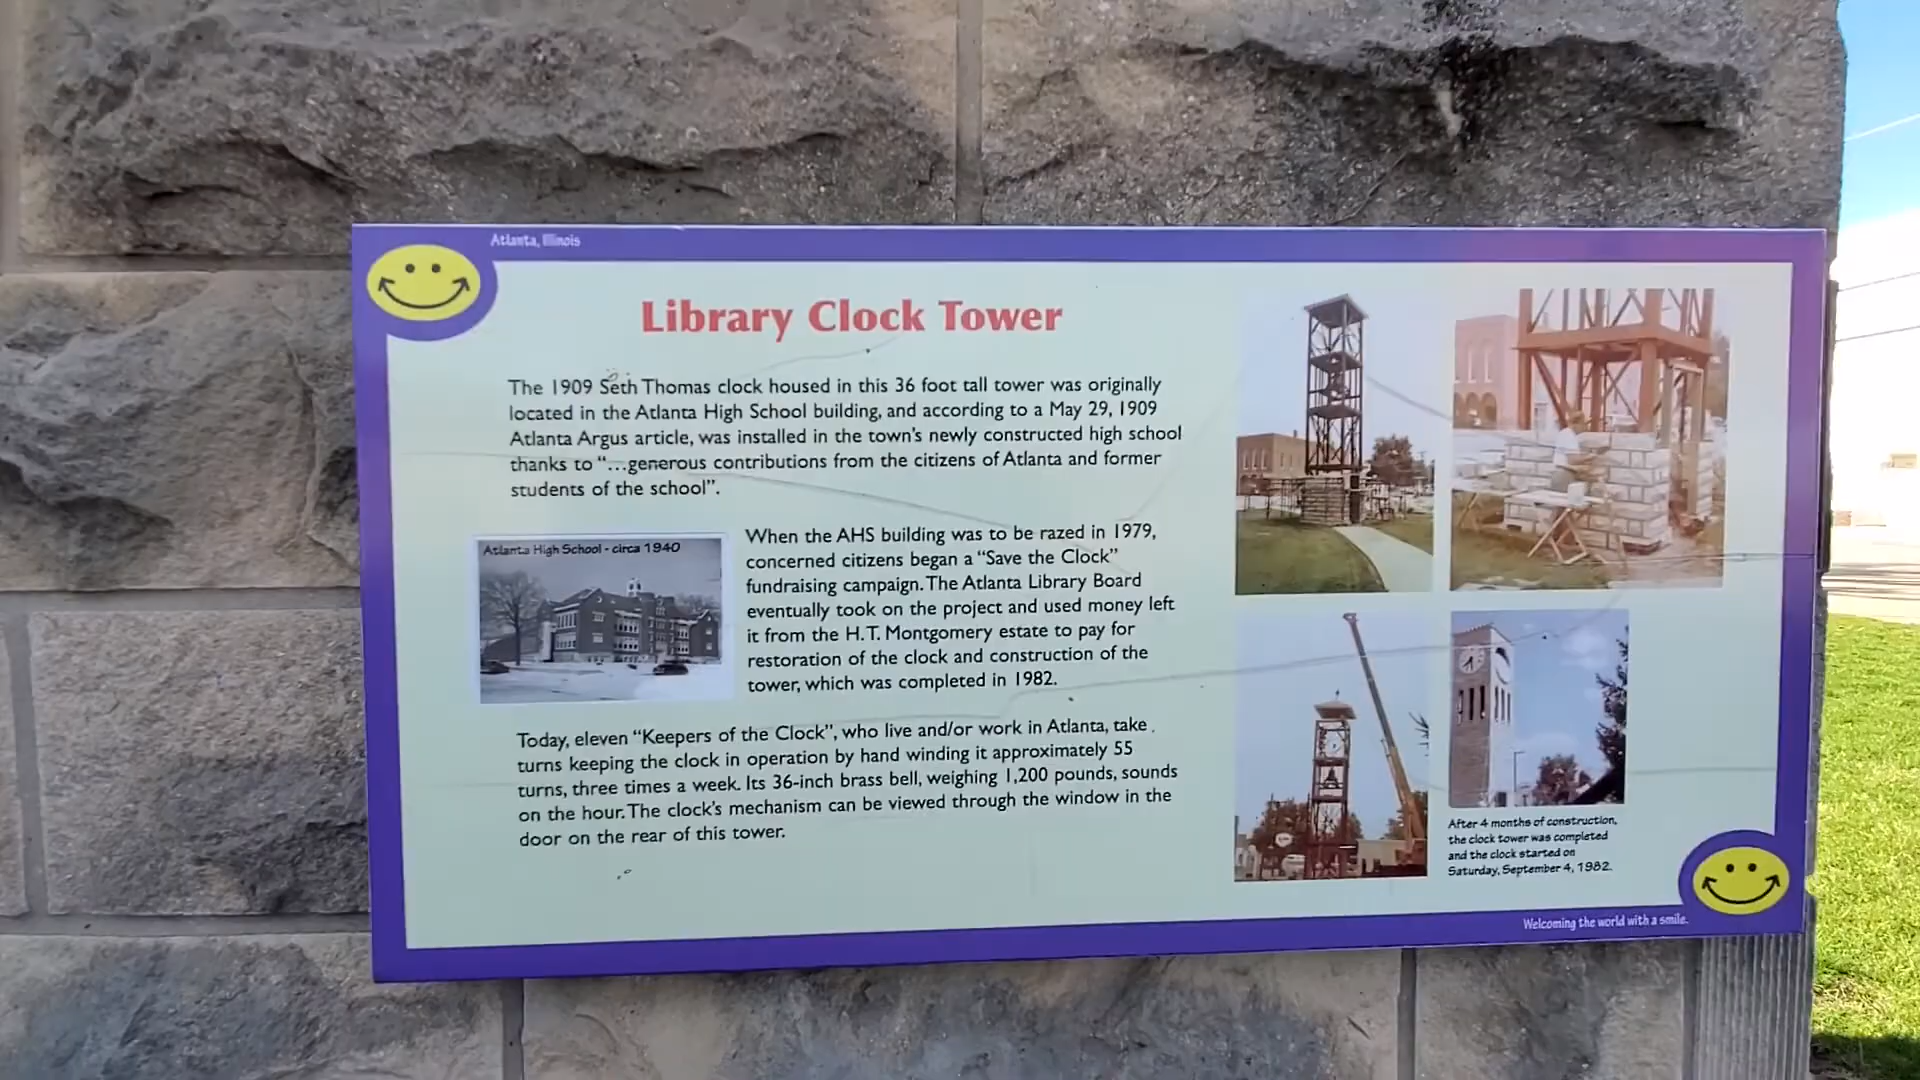 Atlanta, Illinois
Library Clock Tower
The 1909 Seth Thomas clock housed in this 36 foot tall tower was originally
located in the Atlanta High School building, and according to a May 29, 1909
Atlanta Argus article, was installed in the town's newly constructed high school
thanks to "...generous contributions from the citizens of Atlanta and former
students of the school".
Atlanta High School - circa 1940
When the AHS building was to be razed in 1979,
concerned citizens began a "Save the Clock"
fundraising campaign. The Atlanta Library Board
eventually took on the project and used money left
it from the H.T. Montgomery estate to pay for
restoration of the clock and construction of the
tower, which was completed in 1982.
Today, eleven "Keepers of the Clock", who live and/or work in Atlanta, take
turns keeping the clock in operation by hand winding it approximately 55
turns, three times a week. Its 36-inch brass bell, weighing 1,200 pounds, sounds
on the hour. The clock's mechanism can be viewed through the window in the
door on the rear of this tower.
After 4 months of construction,
the clock tower was completed
and the clock started on
Saturday, September 4, 1982.
Welcoming the world with a smile.